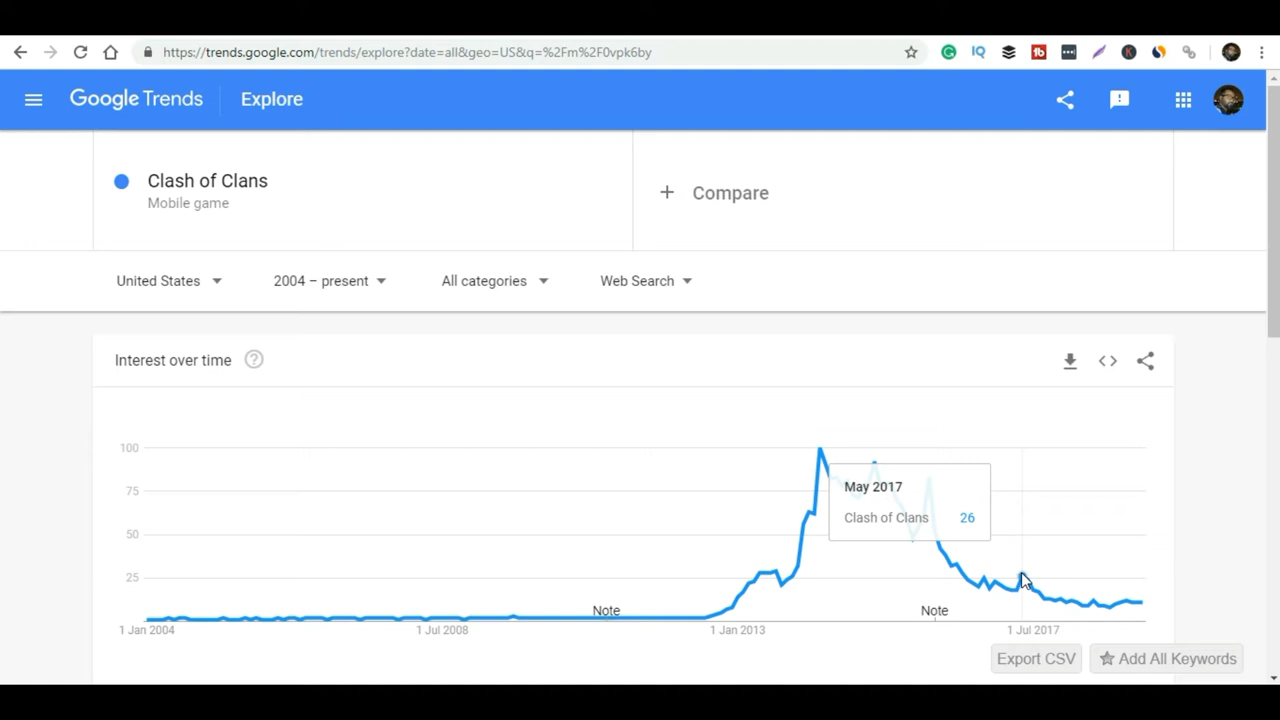 https://trends.google.com/trends/explore?date=all&geo=US&q=%2Fm%2F0vpk6by
Google Trends Explore
Clash of Clans
Mobile game
+ Compare
United States 2004 – present All categories Web Search
Interest over time
100
75
50
25
May 2017
Clash of Clans 26
Note Note
1 Jan 2004 1 Jul 2008 1 Jan 2013 1 Jul 2017
Export CSV Add All Keywords